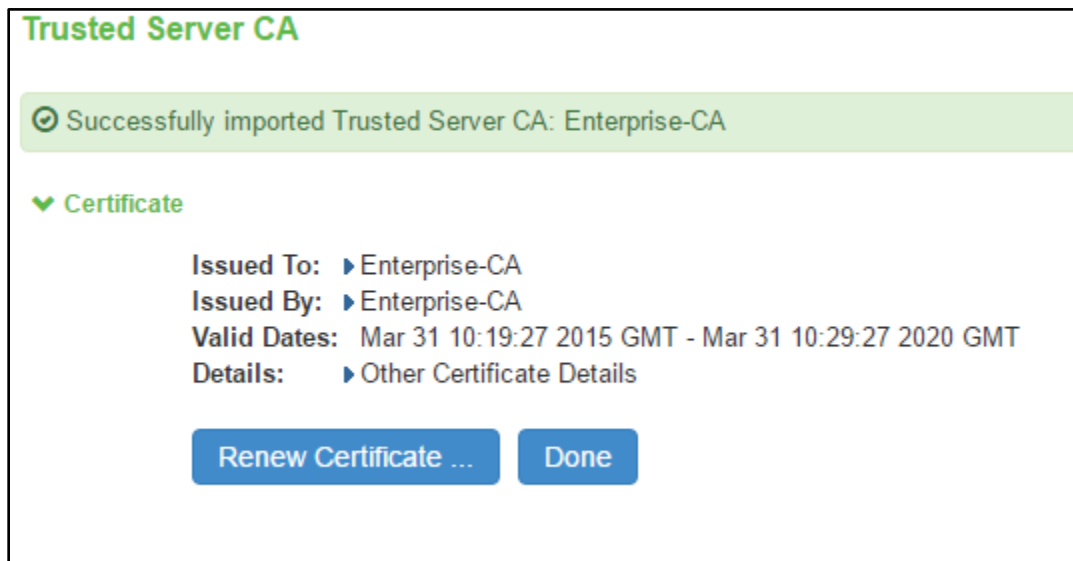 Trusted Server CA
Successfully imported Trusted Server CA: Enterprise-CA
Certificate
Issued To: Enterprise-CA
Issued By: Enterprise-CA
Valid Dates: Mar 31 10:19:27 2015 GMT - Mar 31 10:29:27 2020 GMT
Details: Other Certificate Details
Renew Certificate ... Done